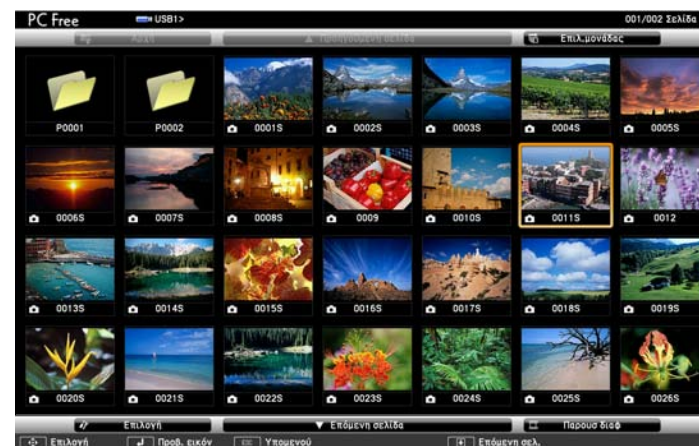 PC Free USB1> 001/002 Σελίδα
Επιλ.μονάδας
P0001 P0002 0001S 0002S 0003S 0004S 0005S
0006S 0007S 0008S 0009 0010S 0011S 0012
0013S 0014S 0015S 0016S 0017S 0018S 0019S
0020S 0021S 0022S 0023S 0024S 0025S 0026S
Επιλογή ▼ Επόμενη σελίδα Παρουσ διαφ
Επιλογή Προβ. εικόν Esc Υπομενού Επόμενη σελ.